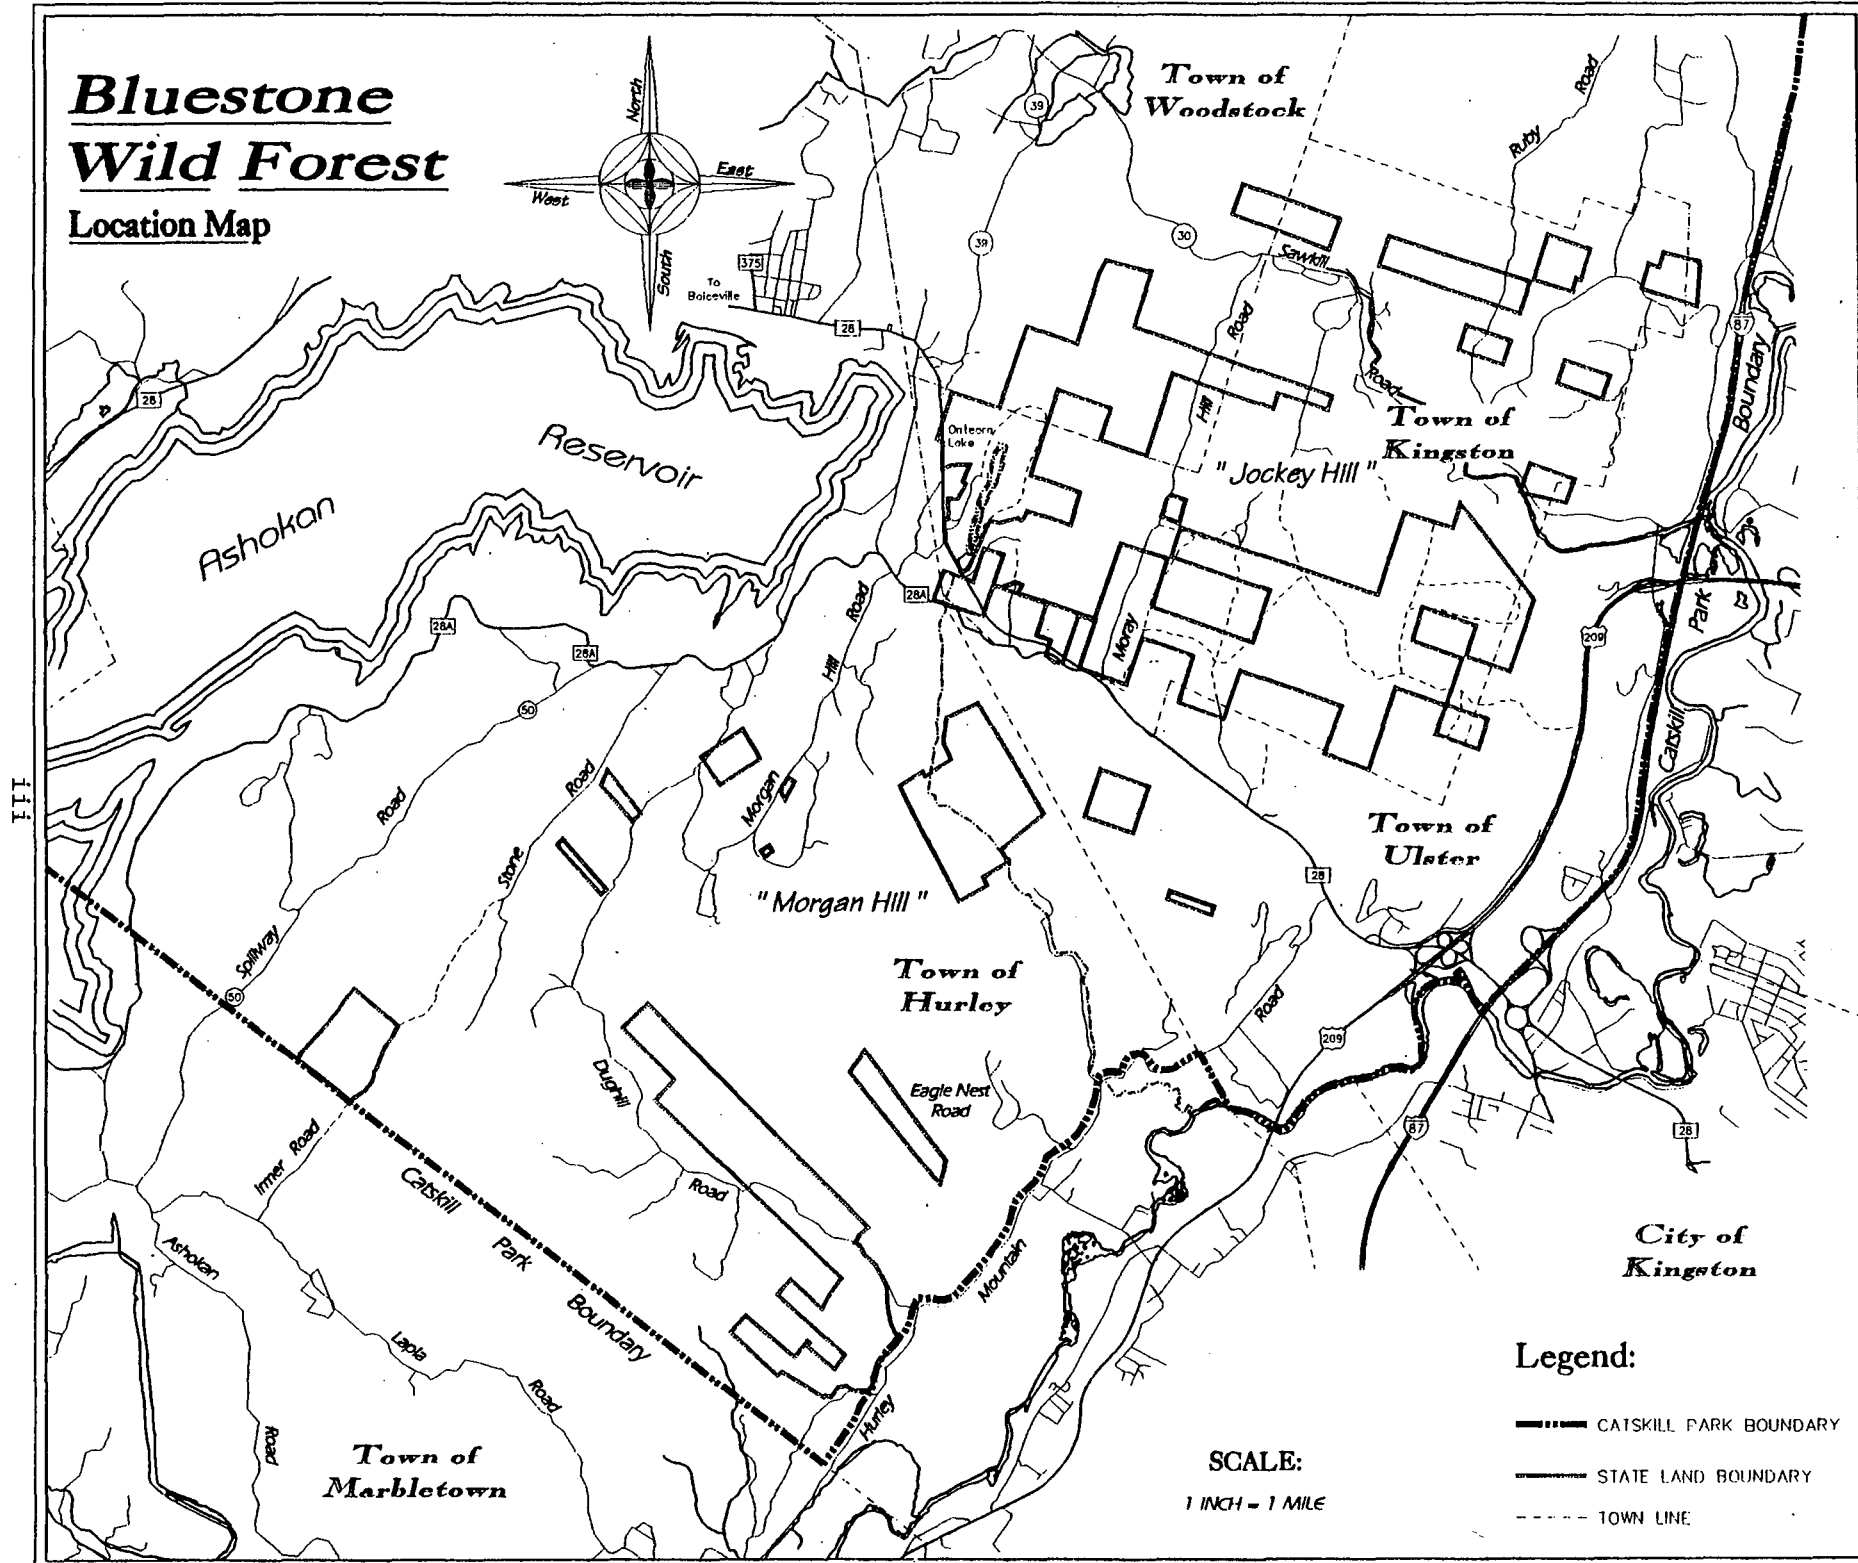 Bluestone
Wild Forest
Location Map
North
East
West
South
Town of
Woodstock
39
39
30
Ruby
Road
Sawkill
Road
375
To
Boiceville
28
28
87
Park
Boundary
Ashokan
Reservoir
Onteora
Lake
Hill
Road
Town of
Kingston
" Jockey Hill "
28A
28A
28A
Moray
Road
Hill
209
Park
Catskill
50
Road
Stone
Road
Morgan
Town of
Ulster
28
" Morgan Hill "
Spillway
50
Town of
Hurley
Road
209
Dughill
Road
Eagle Nest
Road
87
28
Irmer Road
Catskill
Park
Boundary
Mountain
Hurley
City of
Kingston
Ashokan
Road
Lapla
Road
Town of
Marbletown
SCALE:
1 INCH = 1 MILE
Legend:
CATSKILL PARK BOUNDARY
STATE LAND BOUNDARY
TOWN LINE
iii